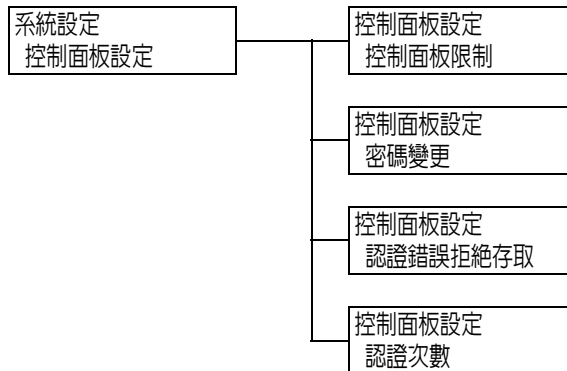 系統設定
控制面板設定
控制面板設定
控制面板限制
控制面板設定
密碼變更
控制面板設定
認證錯誤拒絕存取
控制面板設定
認證次數